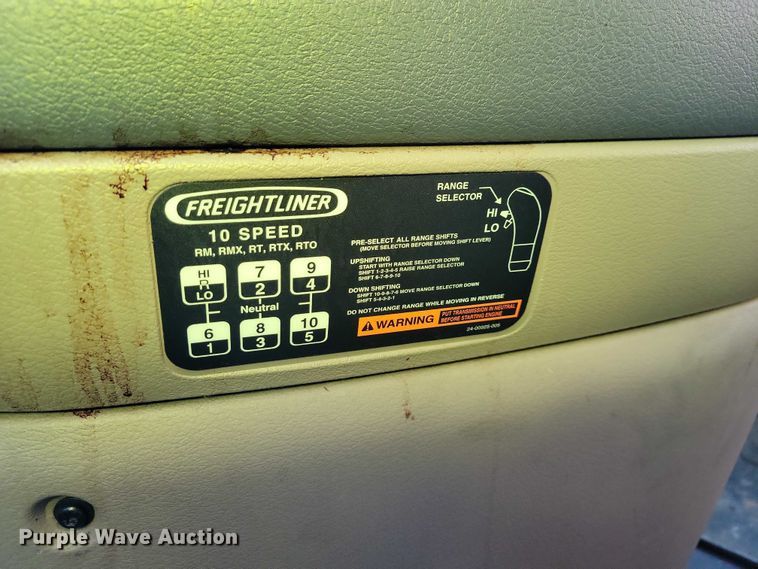 FREIGHTLINER
10 SPEED
RM, RMX, RT, RTX, RTO
HI
R
LO
7
2
9
4
Neutral
6
1
8
3
10
5
RANGE
SELECTOR
HI
LO
PRE-SELECT ALL RANGE SHIFTS
(MOVE SELECTOR BEFORE MOVING SHIFT LEVER)
UPSHIFTING
START WITH RANGE SELECTOR DOWN
SHIFT 1-2-3-4-5 RAISE RANGE SELECTOR
SHIFT 6-7-8-9-10
DOWN SHIFTING
SHIFT 10-9-8-7-6 MOVE RANGE SELECTOR DOWN
SHIFT 5-4-3-2-1
DO NOT CHANGE RANGE WHILE MOVING IN REVERSE
WARNING
PUT TRANSMISSION IN NEUTRAL
BEFORE STARTING ENGINE
24-00325-005
Purple Wave Auction